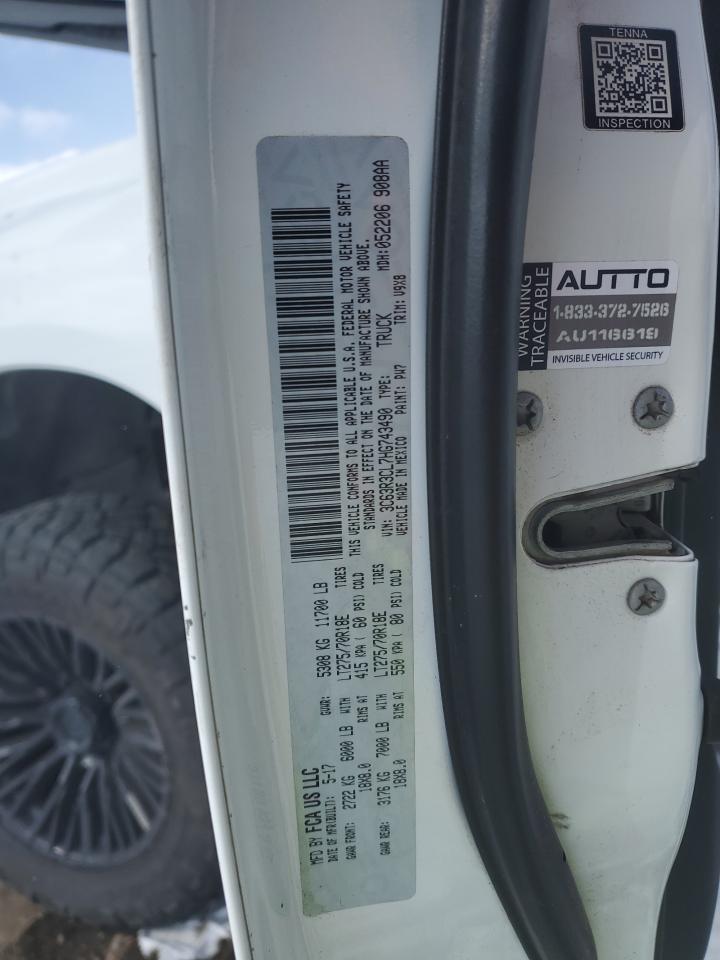 MFD BY FCA US LLC
DATE OF MFR(BUILT): 5-17
GVWR: 5308 KG 11700 LB
GAWR FRONT: 2722 KG 6000 LB WITH LT275/70R18E TIRES
18X8.0 RIMS AT 415 KPA ( 60 PSI) COLD
GAWR REAR: 3176 KG 7000 LB WITH LT275/70R18E TIRES
18X8.0 RIMS AT 550 KPA ( 80 PSI) COLD
THIS VEHICLE CONFORMS TO ALL APPLICABLE U.S.A. FEDERAL MOTOR VEHICLE SAFETY
STANDARDS IN EFFECT ON THE DATE OF MANUFACTURE SHOWN ABOVE.
VIN: 3C63R3CL7HG743490 TYPE: TRUCK MDH: 052206 908AA
VEHICLE MADE IN MEXICO PAINT: PW7 TRIM: V9X8
TENNA
INSPECTION
WARNING
TRACEABLE
AUTTO
1-833-372-7526
AU116619
INVISIBLE VEHICLE SECURITY